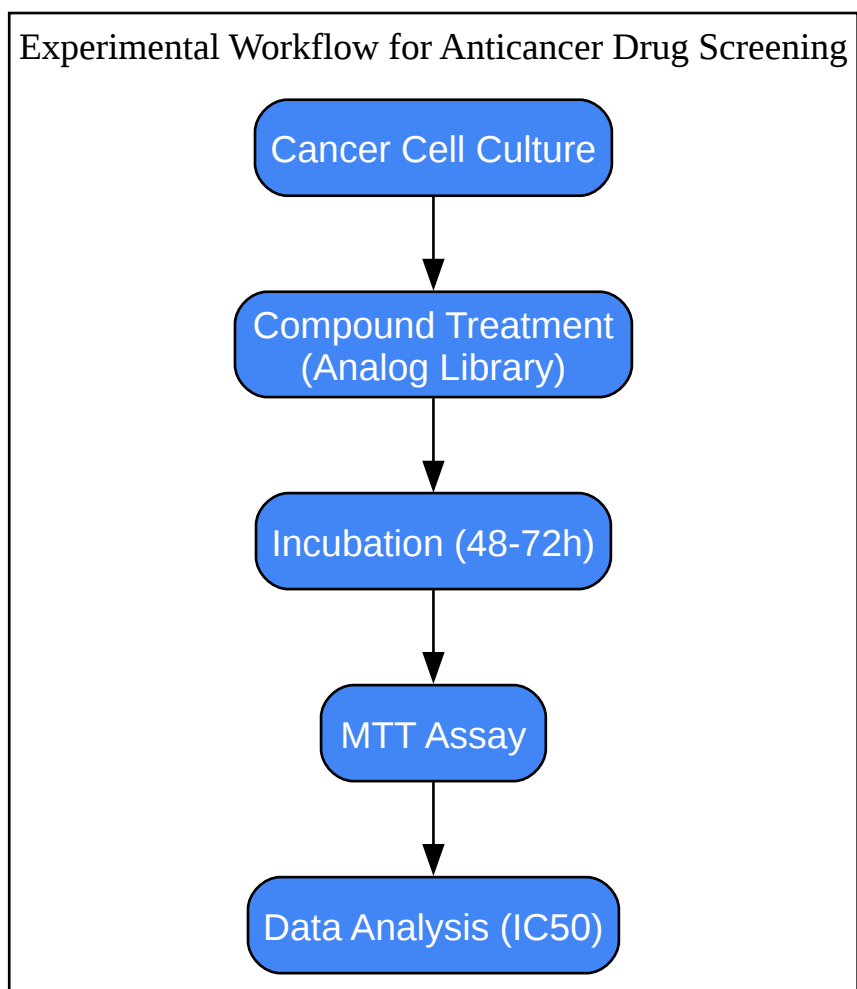 Experimental Workflow for Anticancer Drug Screening
Cancer Cell Culture
Compound Treatment
(Analog Library)
Incubation (48-72h)
MTT Assay
Data Analysis (IC50)